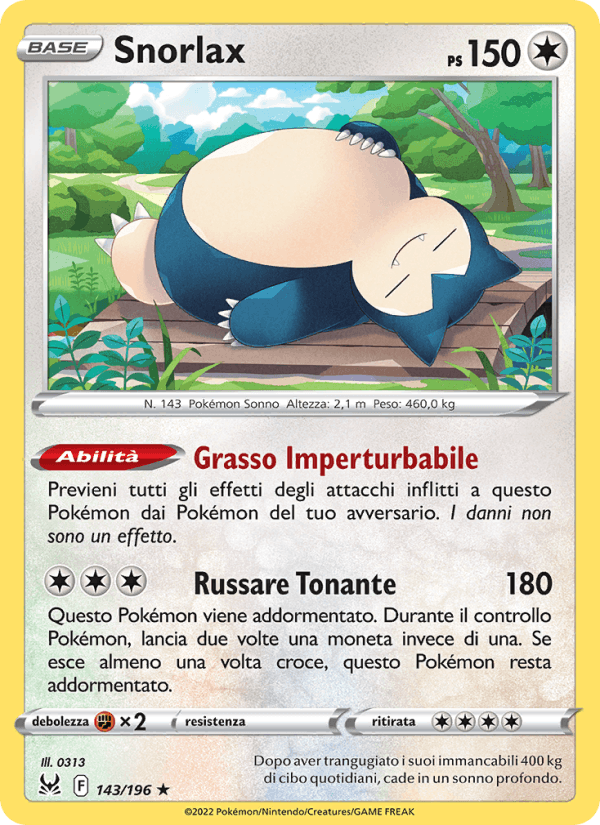 BASE Snorlax PS 150
N. 143 Pokémon Sonno Altezza: 2,1 m Peso: 460,0 kg
Abilità Grasso Imperturbabile
Previeni tutti gli effetti degli attacchi inflitti a questo
Pokémon dai Pokémon del tuo avversario. I danni non
sono un effetto.
Russare Tonante 180
Questo Pokémon viene addormentato. Durante il controllo
Pokémon, lancia due volte una moneta invece di una. Se
esce almeno una volta croce, questo Pokémon resta
addormentato.
debolezza ×2 resistenza ritirata
Ill. 0313
Dopo aver trangugiato i suoi immancabili 400 kg
di cibo quotidiani, cade in un sonno profondo.
F 143/196 ★
©2022 Pokémon/Nintendo/Creatures/GAME FREAK